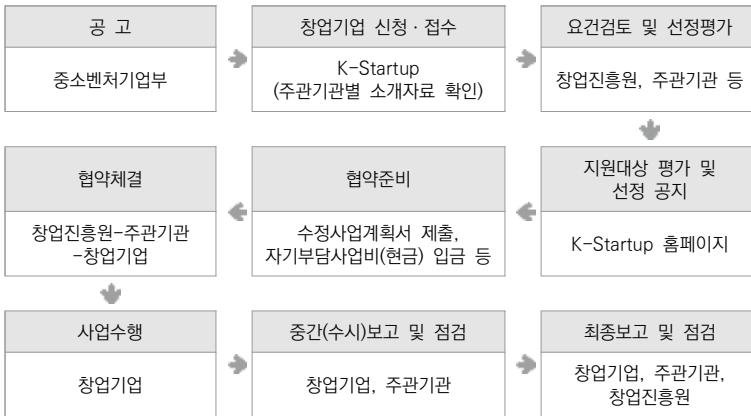 공 고
중소벤처기업부
창업기업 신청 · 접수
K-Startup
(주관기관별 소개자료 확인)
요건검토 및 선정평가
창업진흥원, 주관기관 등
지원대상 평가 및
선정 공지
K-Startup 홈페이지
협약준비
수정사업계획서 제출,
자기부담사업비(현금) 입금 등
협약체결
창업진흥원-주관기관
-창업기업
사업수행
창업기업
중간(수시)보고 및 점검
창업기업, 주관기관
최종보고 및 점검
창업기업, 주관기관,
창업진흥원